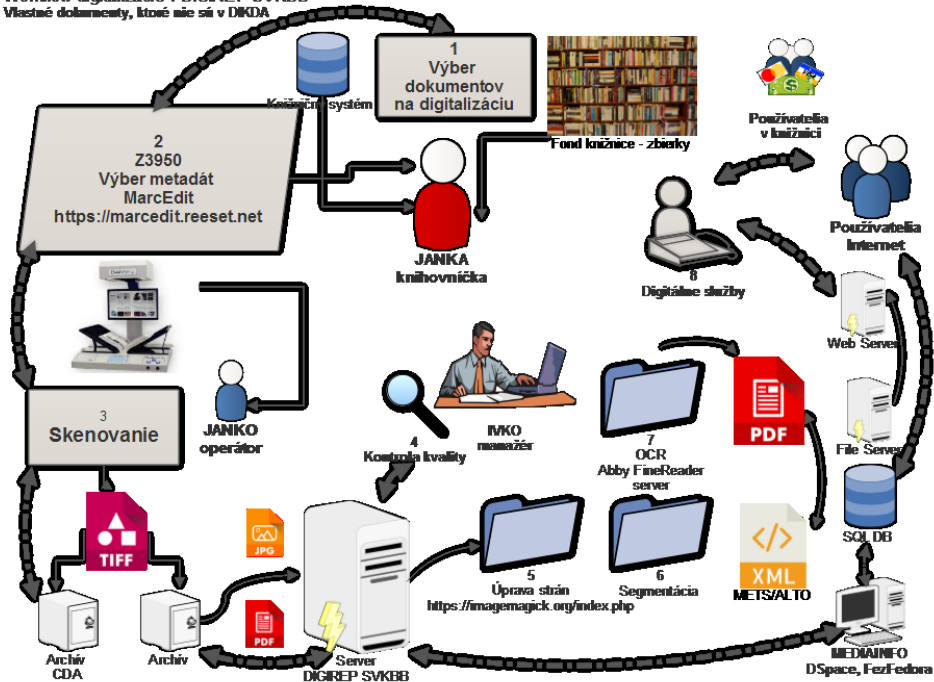 Vlastné dokumenty, ktoré nie sú v DIKDA
1
Výber
dokumentov
na digitalizáciu
Knižničný systém
Fond knižnice - zbierky
Používatelia
v knižnici
2
Z3950
Výber metadát
MarcEdit
https://marcedit.reeset.net
JANKA
knihovníčka
Používatelia
Internet
8
Digitálne služby
Web Server
3
Skenovanie
JANKO
operátor
IVKO
manažér
4
Kontrola kvality
7
OCR
Abby FineReader
server
PDF
File Server
TIFF
JPG
SQL DB
5
Úprava strán
https://imagemagick.org/index.php
6
Segmentácia
</>
XML
METS/ALTO
PDF
Archív
CDA
Archív
Server
DIGIREP SVKBB
MEDIAINFO
DSpace, FezFedora